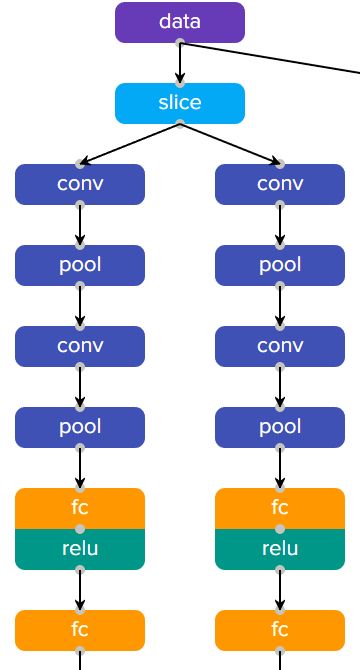 data
slice
conv
conv
pool
pool
conv
conv
pool
pool
fc
fc
relu
relu
fc
fc